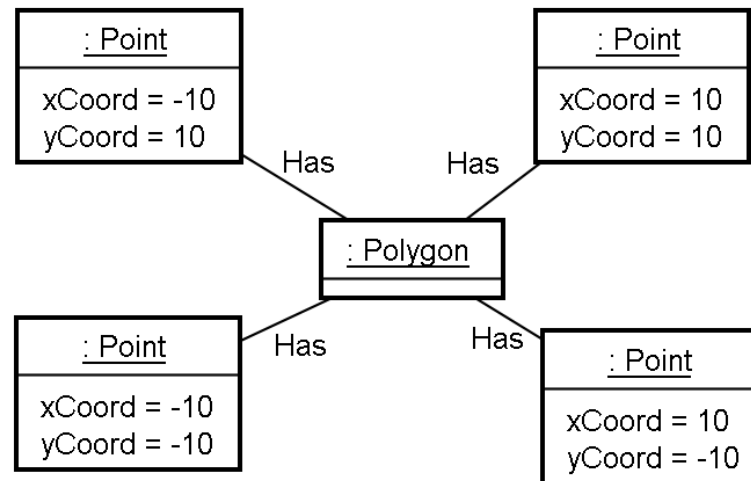 : Point
xCoord = -10
yCoord = 10
: Point
xCoord = 10
yCoord = 10
Has
Has
: Polygon
Has
Has
: Point
xCoord = -10
yCoord = -10
: Point
xCoord = 10
yCoord = -10